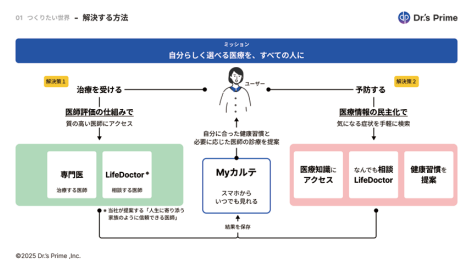 01 つくりたい世界 - 解決する方法
Dr.'s Prime
ミッション
自分らしく選べる医療を、すべての人に
解決策1
治療を受ける
ユーザー
予防する
解決策2
医師評価の仕組みで
質の高い医師にアクセス
医療情報の民主化で
気になる症状を手軽に検索
自分に合った健康習慣と
必要に応じた医師の診療を提案
専門医
治療する医師
LifeDoctor*
相談する医師
Myカルテ
スマホから
いつでも見れる
医療知識に
アクセス
なんでも相談
LifeDoctor
健康習慣を
提案
* 当社が提案する「人生に寄り添う
家族のように信頼できる医師」
結果を保存
©2025 Dr.'s Prime ,Inc.